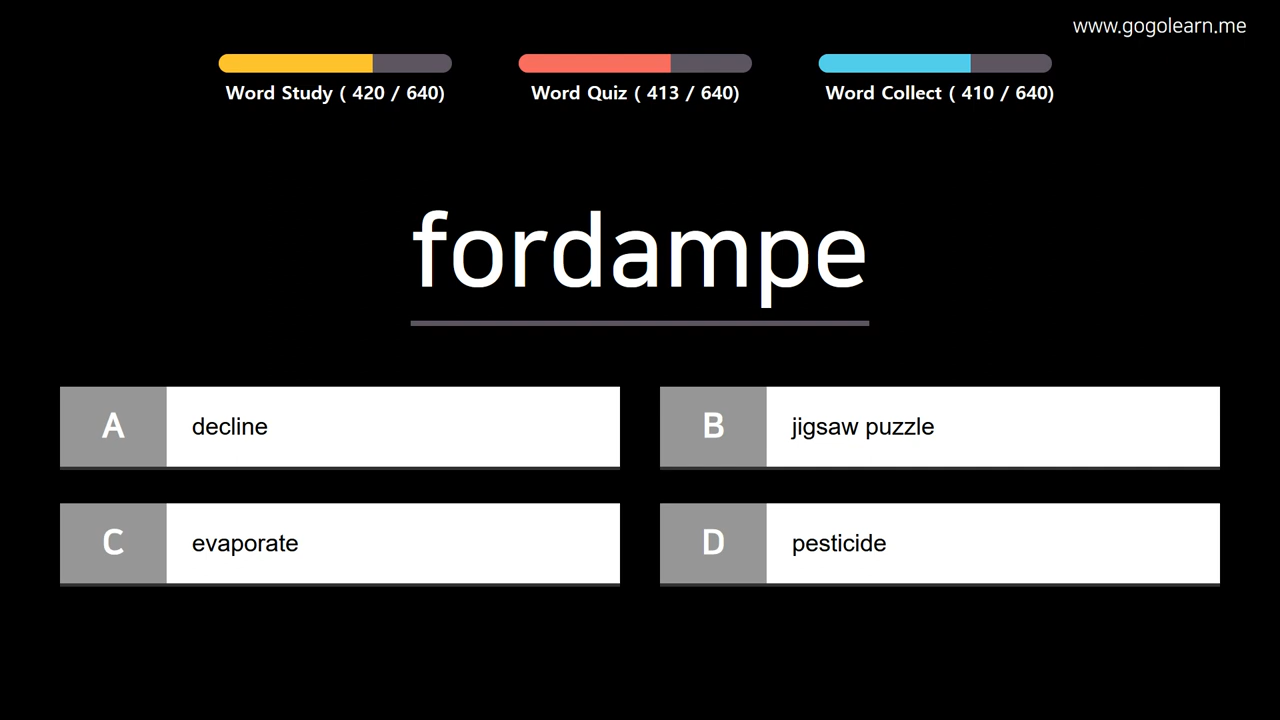 www.gogolearn.me
Word Study ( 420 / 640)
Word Quiz ( 413 / 640)
Word Collect ( 410 / 640)
fordampe
A decline
B jigsaw puzzle
C evaporate
D pesticide